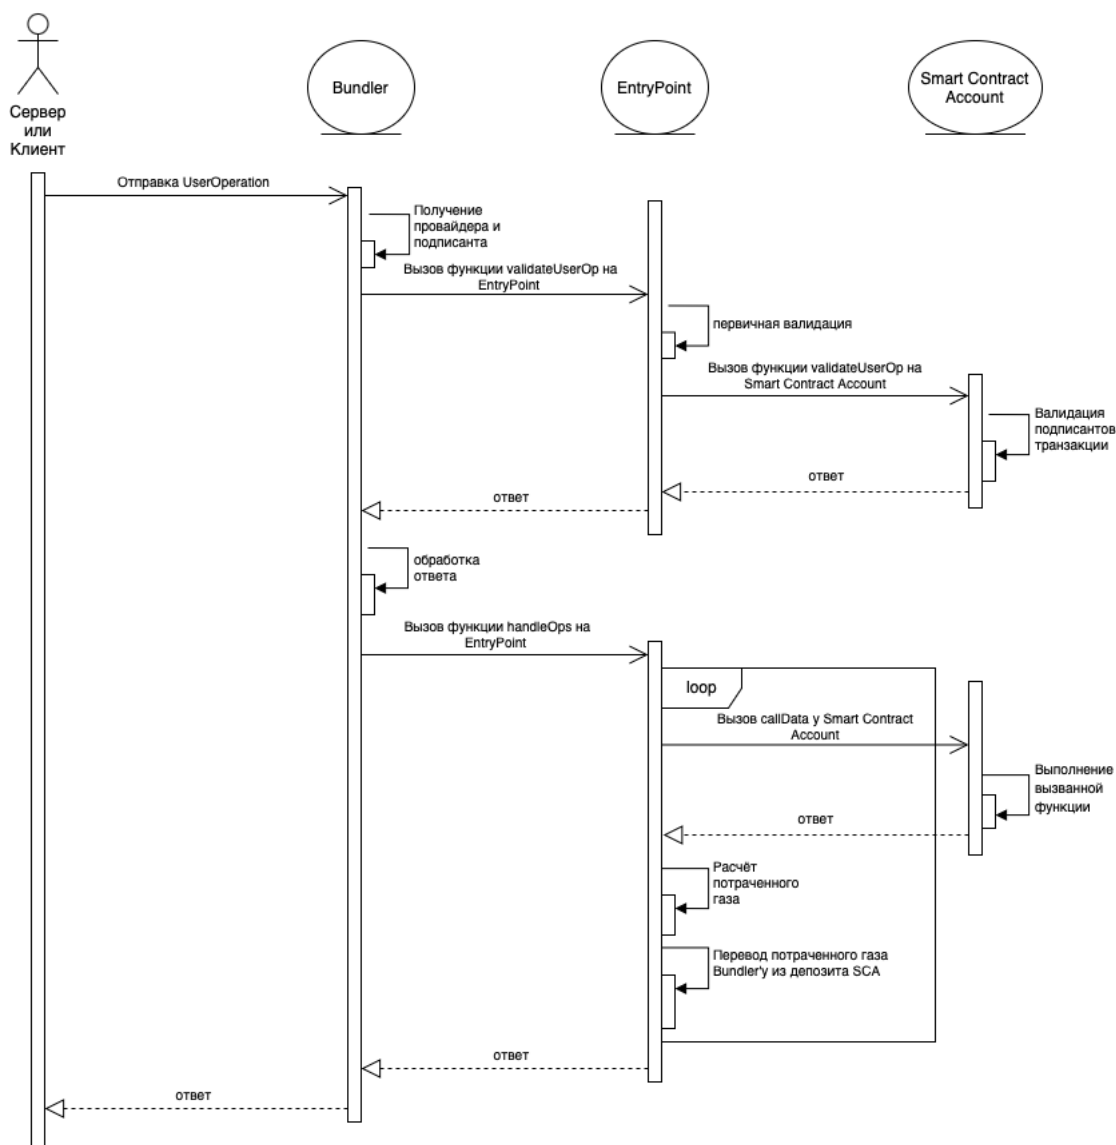 Сервер
или
Клиент
Bundler
EntryPoint
Smart Contract
Account
Отправка UserOperation
Получение
провайдера и
подписанта
Вызов функции validateUserOp на
EntryPoint
первичная валидация
Вызов функции validateUserOp на
Smart Contract Account
Валидация
подписантов
транзакции
ответ
ответ
обработка
ответа
Вызов функции handleOps на
EntryPoint
loop
Вызов callData у Smart Contract
Account
Выполнение
вызванной
функции
ответ
Расчёт
потраченного
газа
Перевод потраченного газа
Bundler'у из депозита SCA
ответ
ответ